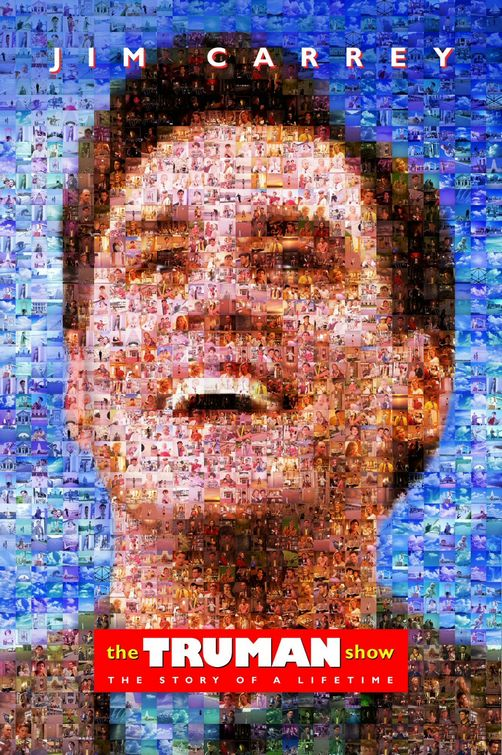 JIM CARREY
the TRUMAN show
THE STORY OF A LIFETIME